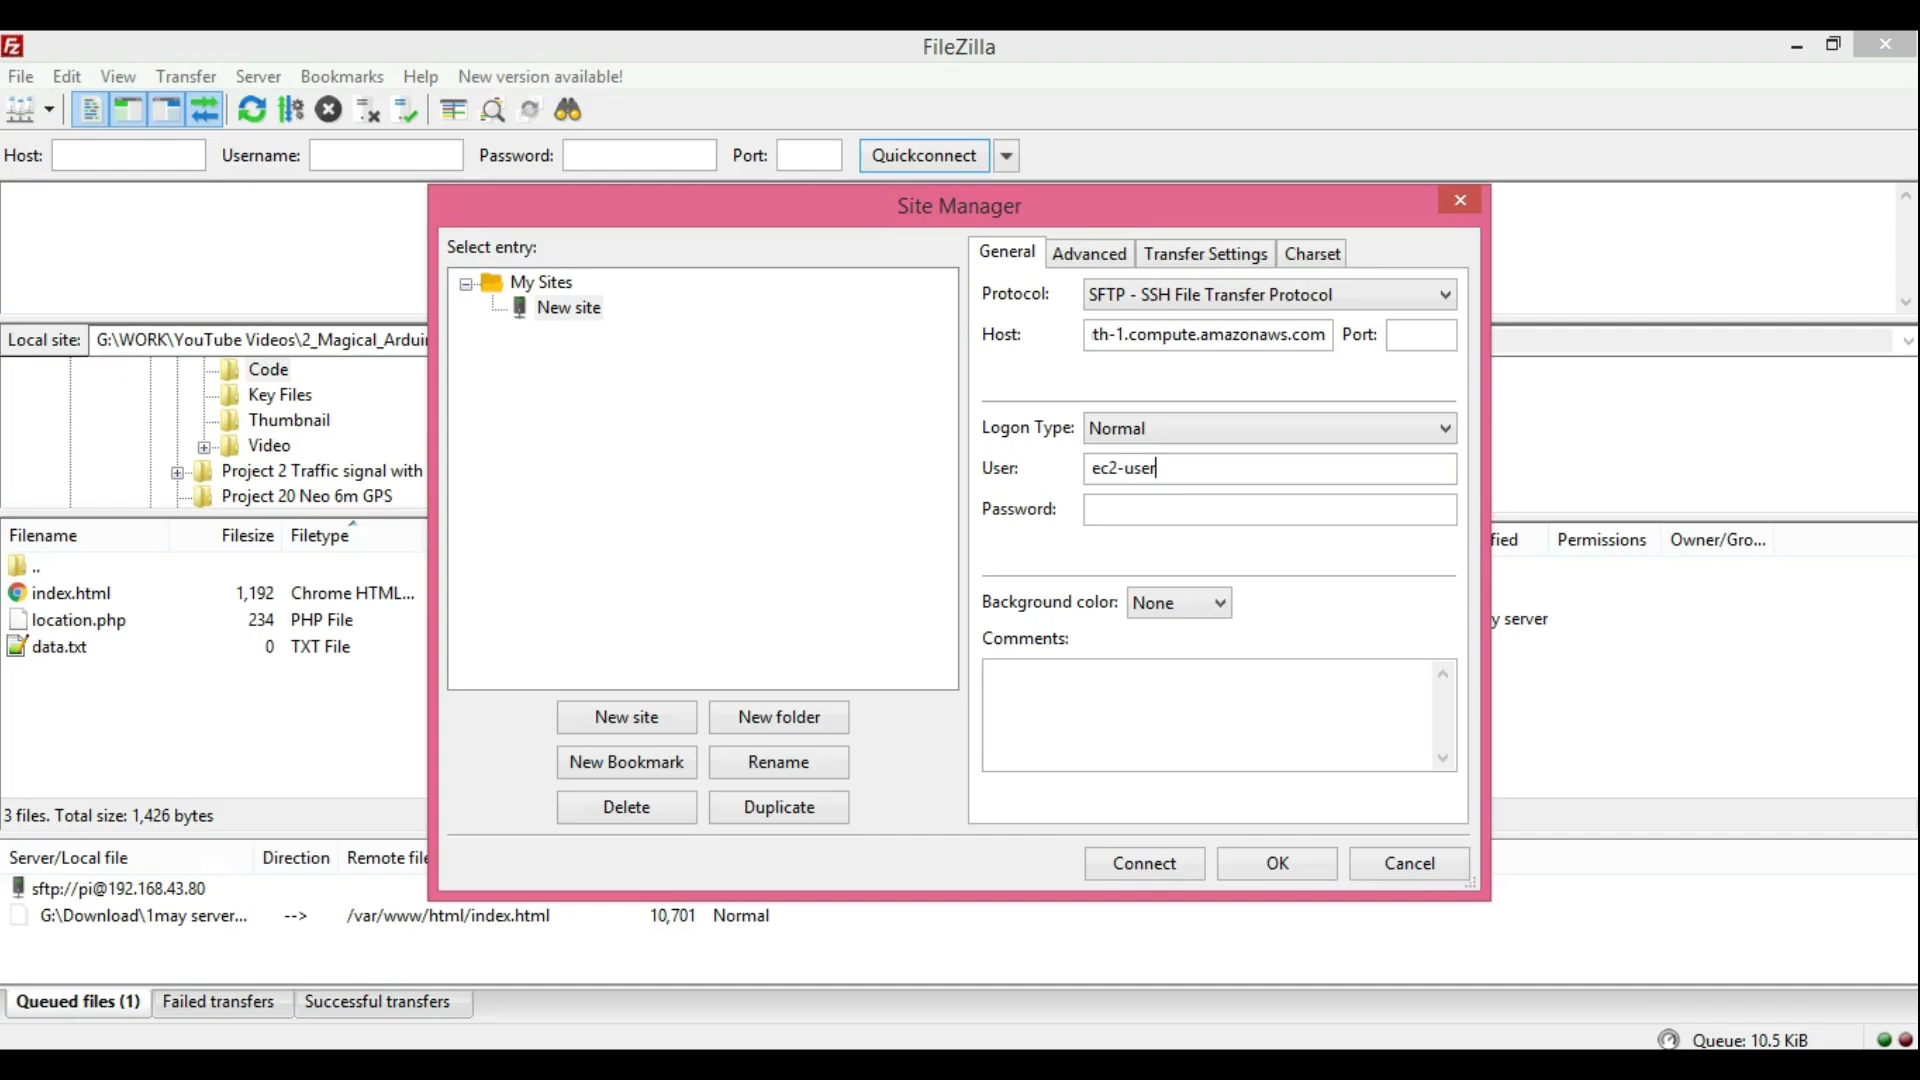 FileZilla
File Edit View Transfer Server Bookmarks Help New version available!
Host: Username: Password: Port: Quickconnect
Site Manager
Select entry:
My Sites
New site
New site New folder
New Bookmark Rename
Delete Duplicate
General Advanced Transfer Settings Charset
Protocol: SFTP - SSH File Transfer Protocol
Host: th-1.compute.amazonaws.com Port:
Logon Type: Normal
User: ec2-user
Password:
Background color: None
Comments:
Connect OK Cancel
Local site: G:\WORK\YouTube Videos\2_Magical_Ardui
Code
Key Files
Thumbnail
Video
Project 2 Traffic signal with
Project 20 Neo 6m GPS
Filename Filesize Filetype
..
index.html 1,192 Chrome HTML...
location.php 234 PHP File
data.txt 0 TXT File
3 files. Total size: 1,426 bytes
fied Permissions Owner/Gro...
y server
Server/Local file Direction Remote file
sftp://pi@192.168.43.80
G:\Download\1may server... --> /var/www/html/index.html 10,701 Normal
Queued files (1) Failed transfers Successful transfers
Queue: 10.5 KiB